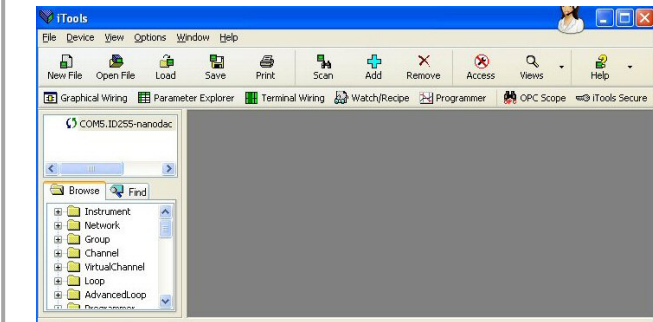 iTools
File Device View Options Window Help
New File Open File Load Save Print Scan Add Remove Access Views Help
Graphical Wiring Parameter Explorer Terminal Wiring Watch/Recipe Programmer OPC Scope iTools Secure
COM5.ID255-nanodac
Browse Find
Instrument
Network
Group
Channel
VirtualChannel
Loop
AdvancedLoop
Programmer